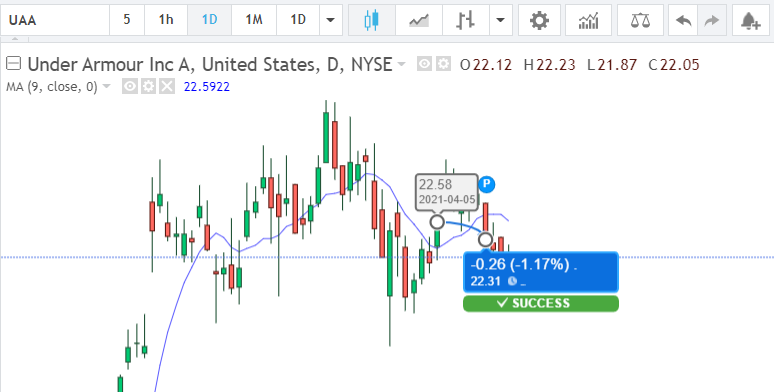 UAA 5 1h 1D 1M 1D
Under Armour Inc A, United States, D, NYSE O22.12 H22.23 L21.87 C22.05
MA (9, close, 0) 22.5922
22.58
2021-04-05
P
-0.26 (-1.17%) .
22.31 _
✓ SUCCESS